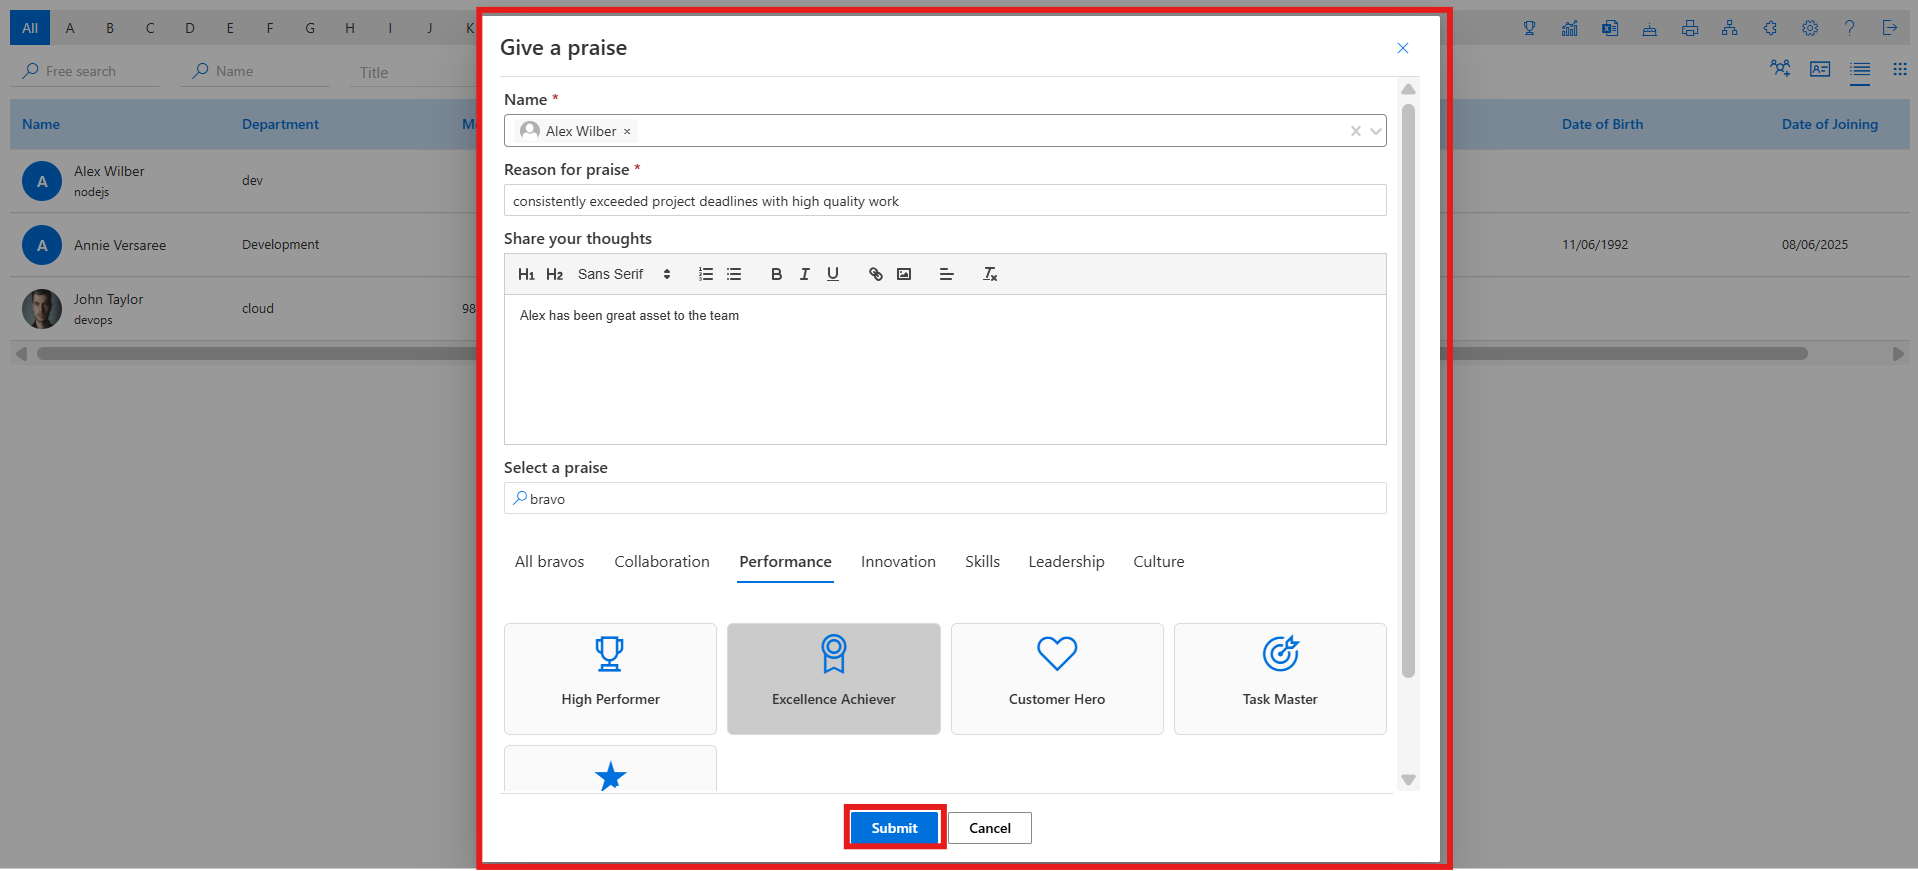 All A B C D E F G H I J K
Free search Name Title
Name Department Date of Birth Date of Joining
A Alex Wilber
nodejs
dev
A Annie Versaree Development 11/06/1992 08/06/2025
John Taylor
devops
cloud 98
Give a praise
Name *
Alex Wilber ×
Reason for praise *
consistently exceeded project deadlines with high quality work
Share your thoughts
H1 H2 Sans Serif B I U
Alex has been great asset to the team
Select a praise
bravo
All bravos Collaboration Performance Innovation Skills Leadership Culture
High Performer Excellence Achiever Customer Hero Task Master
Submit Cancel